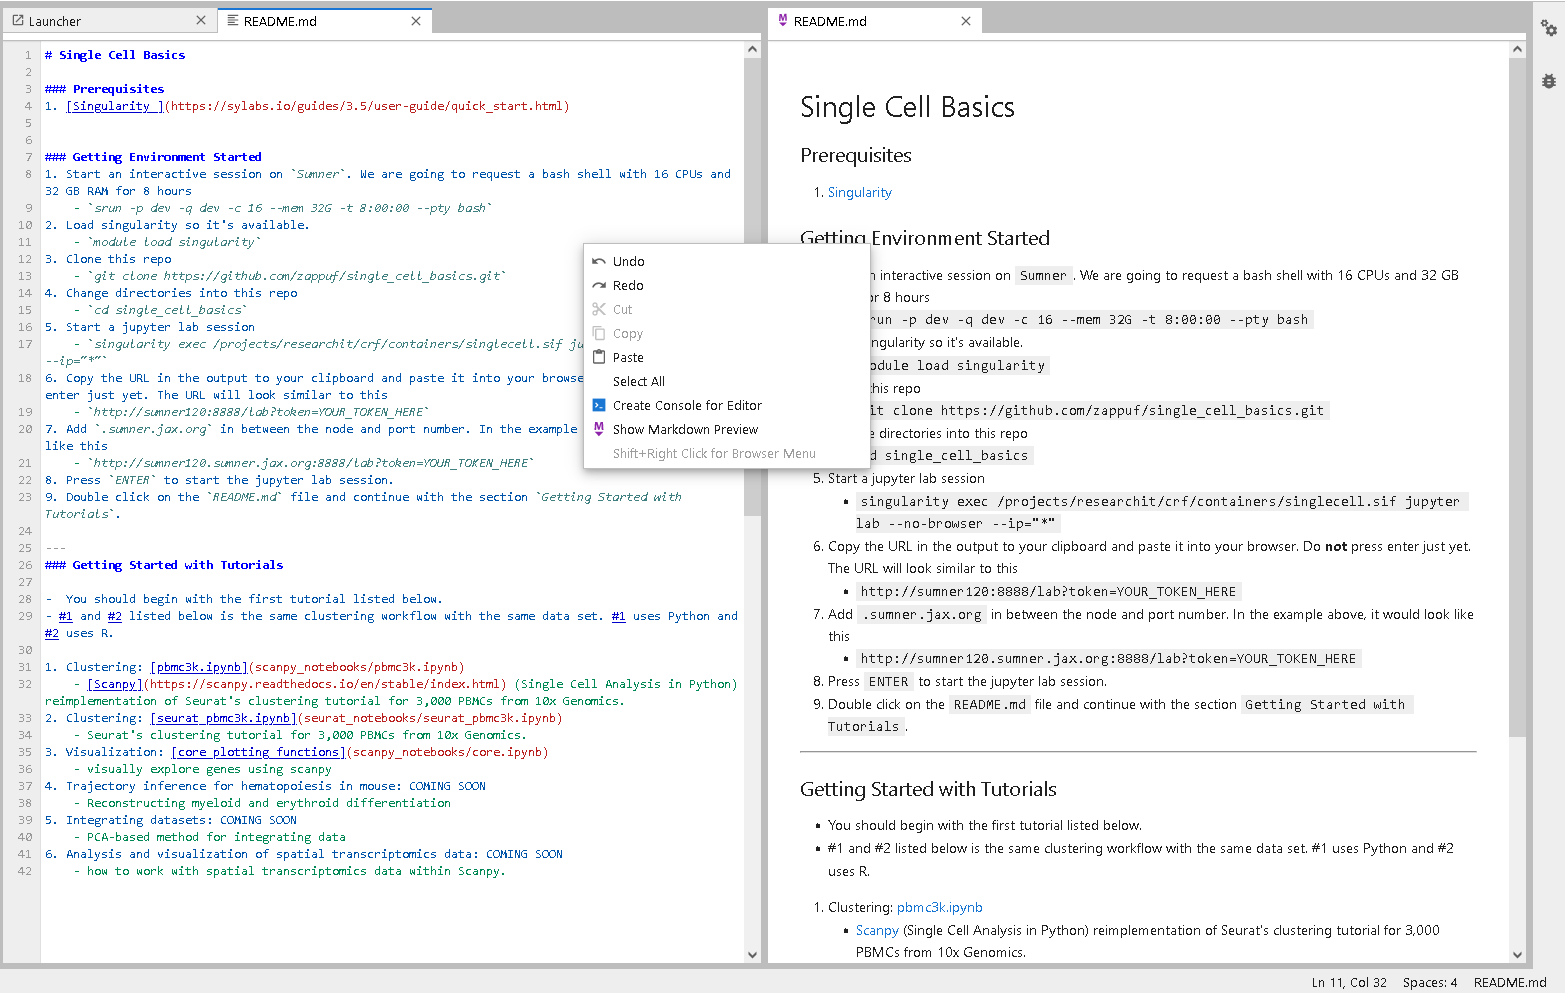 Launcher
README.md
1 # Single Cell Basics
2
3 ### Prerequisites
4 1. [Singularity ](https://sylabs.io/guides/3.5/user-guide/quick_start.html)
5
6
7 ### Getting Environment Started
8 1. Start an interactive session on `Sumner`. We are going to request a bash shell with 16 CPUs and
32 GB RAM for 8 hours
9 - `srun -p dev -q dev -c 16 --mem 32G -t 8:00:00 --pty bash`
10 2. Load singularity so it's available.
11 - `module load singularity`
12 3. Clone this repo
13 - `git clone https://github.com/zappuf/single_cell_basics.git`
14 4. Change directories into this repo
15 - `cd single_cell_basics`
16 5. Start a jupyter lab session
17 - `singularity exec /projects/researchit/crf/containers/singlecell.sif ju
--ip="*"`
18 6. Copy the URL in the output to your clipboard and paste it into your browse
enter just yet. The URL will look similar to this
19 - `http://sumner120:8888/lab?token=YOUR_TOKEN_HERE`
20 7. Add `.sumner.jax.org` in between the node and port number. In the example
like this
21 - `http://sumner120.sumner.jax.org:8888/lab?token=YOUR_TOKEN_HERE`
22 8. Press `ENTER` to start the jupyter lab session.
23 9. Double click on the `README.md` file and continue with the section `Getting Started with
Tutorials`.
24
25 ---
26 ### Getting Started with Tutorials
27
28 -  You should begin with the first tutorial listed below.
29 - #1 and #2 listed below is the same clustering workflow with the same data set. #1 uses Python and
#2 uses R.
30
31 1. Clustering: [pbmc3k.ipynb](scanpy_notebooks/pbmc3k.ipynb)
32 - [Scanpy](https://scanpy.readthedocs.io/en/stable/index.html) (Single Cell Analysis in Python)
reimplementation of Seurat's clustering tutorial for 3,000 PBMCs from 10x Genomics.
33 2. Clustering: [seurat_pbmc3k.ipynb](seurat_notebooks/seurat_pbmc3k.ipynb)
34 - Seurat's clustering tutorial for 3,000 PBMCs from 10x Genomics.
35 3. Visualization: [core plotting functions](scanpy_notebooks/core.ipynb)
36 - visually explore genes using scanpy
37 4. Trajectory inference for hematopoiesis in mouse: COMING SOON
38 - Reconstructing myeloid and erythroid differentiation
39 5. Integrating datasets: COMING SOON
40 - PCA-based method for integrating data
41 6. Analysis and visualization of spatial transcriptomics data: COMING SOON
42 - how to work with spatial transcriptomics data within Scanpy.
Undo
Redo
Cut
Copy
Paste
Select All
Create Console for Editor
Show Markdown Preview
Shift+Right Click for Browser Menu
README.md
Single Cell Basics
Prerequisites
1. Singularity
Getting Environment Started
n interactive session on Sumner . We are going to request a bash shell with 16 CPUs and 32 GB
or 8 hours
run -p dev -q dev -c 16 --mem 32G -t 8:00:00 --pty bash
ngularity so it's available.
odule load singularity
his repo
it clone https://github.com/zappuf/single_cell_basics.git
e directories into this repo
d single_cell_basics
5. Start a jupyter lab session
• singularity exec /projects/researchit/crf/containers/singlecell.sif jupyter
lab --no-browser --ip="*"
6. Copy the URL in the output to your clipboard and paste it into your browser. Do not press enter just yet.
The URL will look similar to this
• http://sumner120:8888/lab?token=YOUR_TOKEN_HERE
7. Add .sumner.jax.org in between the node and port number. In the example above, it would look like
this
• http://sumner120.sumner.jax.org:8888/lab?token=YOUR_TOKEN_HERE
8. Press ENTER to start the jupyter lab session.
9. Double click on the README.md file and continue with the section Getting Started with
Tutorials .
Getting Started with Tutorials
• You should begin with the first tutorial listed below.
• #1 and #2 listed below is the same clustering workflow with the same data set. #1 uses Python and #2
uses R.
1. Clustering: pbmc3k.ipynb
• Scanpy (Single Cell Analysis in Python) reimplementation of Seurat's clustering tutorial for 3,000
PBMCs from 10x Genomics.
Ln 11, Col 32 Spaces: 4 README.md